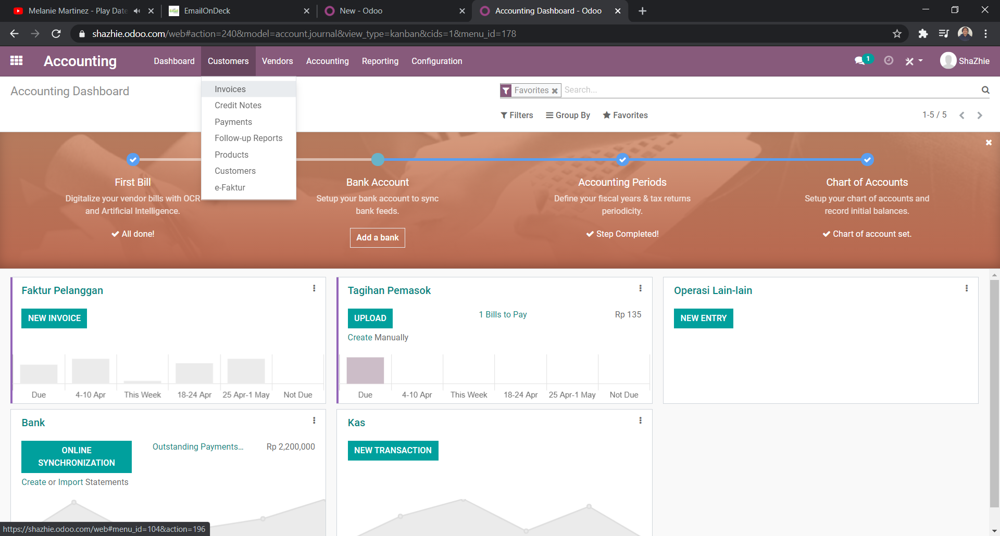 Melanie Martinez - Play Date
EmailOnDeck
New - Odoo
Accounting Dashboard - Odoo
shazhie.odoo.com/web#action=240&model=account.journal&view_type=kanban&cids=1&menu_id=178
Accounting
Dashboard
Customers
Vendors
Accounting
Reporting
Configuration
1
ShaZhie
Accounting Dashboard
Invoices
Credit Notes
Payments
Follow-up Reports
Products
Customers
e-Faktur
Favorites
Search...
Filters
Group By
Favorites
1-5 / 5
First Bill
Digitalize your vendor bills with OCR
and Artificial Intelligence.
All done!
Bank Account
Setup your bank account to sync
bank feeds.
Add a bank
Accounting Periods
Define your fiscal years & tax returns
periodicity.
Step Completed!
Chart of Accounts
Setup your chart of accounts and
record initial balances.
Chart of account set.
Faktur Pelanggan
NEW INVOICE
Due
4-10 Apr
This Week
18-24 Apr
25 Apr-1 May
Not Due
Tagihan Pemasok
UPLOAD
1 Bills to Pay
Rp 135
Create Manually
Due
4-10 Apr
This Week
18-24 Apr
25 Apr-1 May
Not Due
Operasi Lain-lain
NEW ENTRY
Bank
ONLINE
SYNCHRONIZATION
Outstanding Payments...
Rp 2,200,000
Create or Import Statements
Kas
NEW TRANSACTION
https://shazhie.odoo.com/web#menu_id=104&action=196